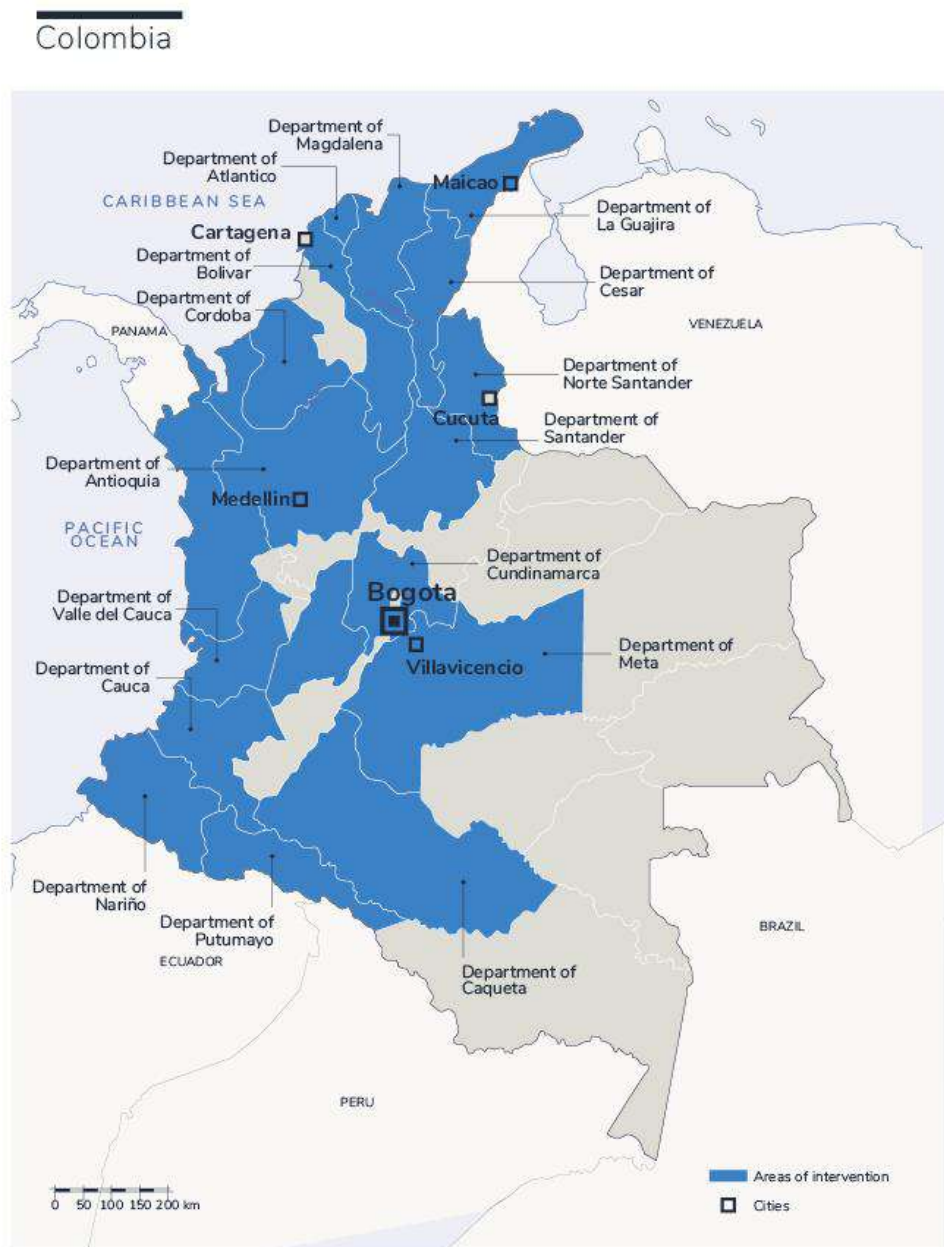 Colombia
Department of
Magdalena
Department of
Atlantico
CARIBBEAN SEA
Maicao
Department of
La Guajira
Cartagena
Department of
Bolivar
Department of
Cesar
Department of
Cordoba
PANAMA
VENEZUELA
Department of
Norte Santander
Cucuta
Department of
Santander
Department of
Antioquia
Medellin
PACIFIC
OCEAN
Department of
Cundinamarca
Bogota
Department of
Valle del Cauca
Department of
Meta
Villavicencio
Department of
Cauca
Department of
Nariño
Department of
Putumayo
ECUADOR
BRAZIL
Department of
Caqueta
PERU
Areas of intervention
Cities
0 50 100 150 200 km